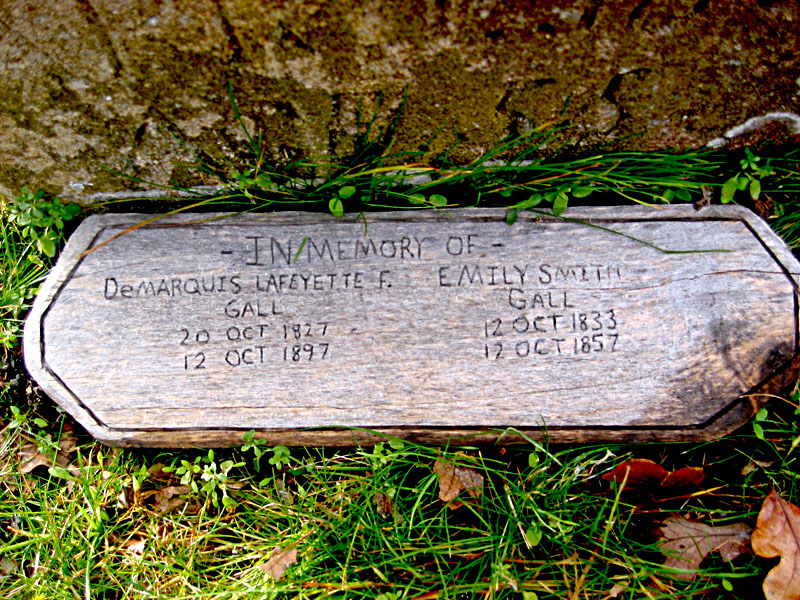 - IN MEMORY OF -
DeMARQUIS LAFEYETTE F.
GALL
20 OCT 1827
12 OCT 1897
EMILY SMITH
GALL
12 OCT 1833
12 OCT 1857